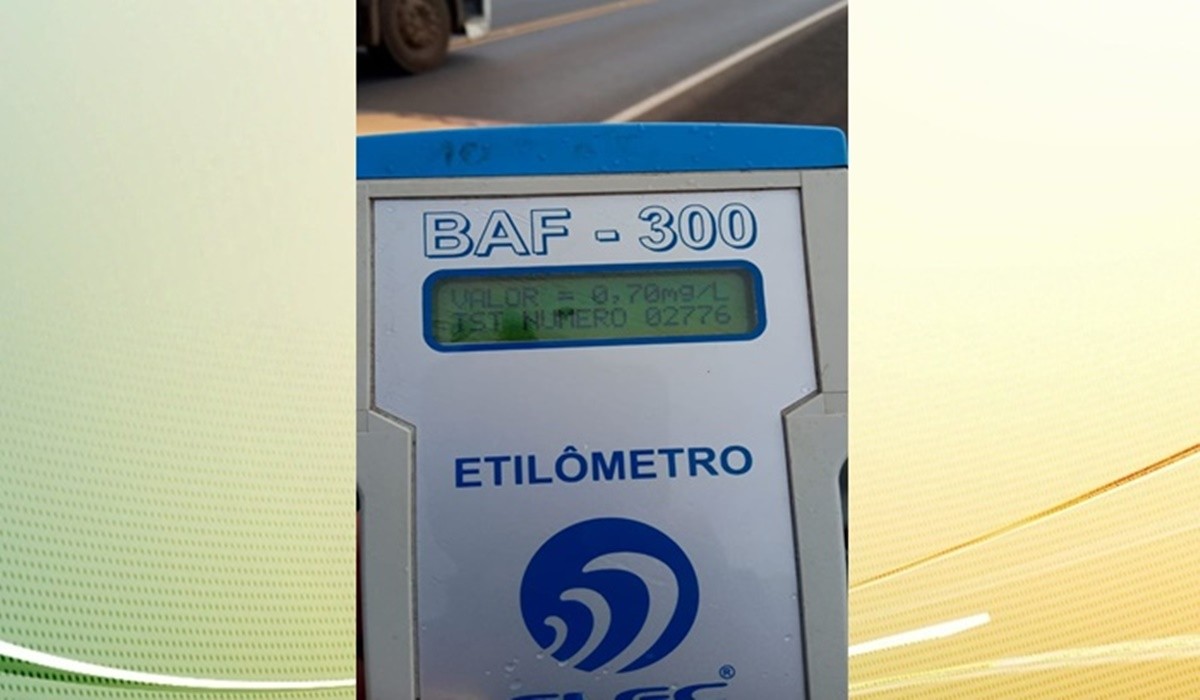 BAF - 300
VALOR = 0,70mg/L
TST NUMERO 02776
ETILÔMETRO
®